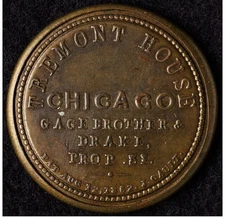 TREMONT HOUSE
CHICAGO
GAGE BROTHER &
DRAKE,
PROP.RS.